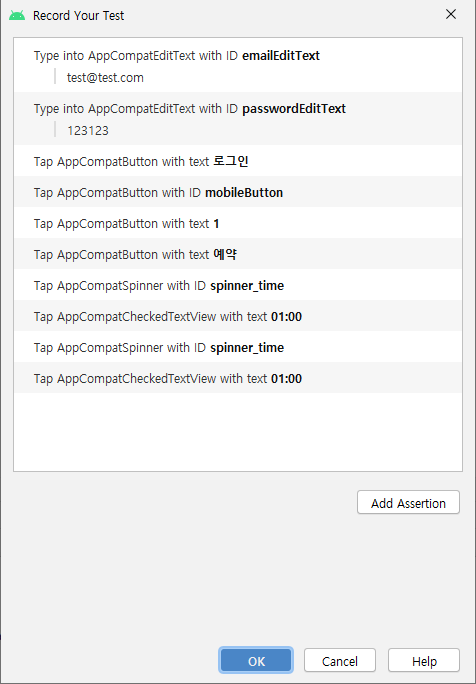 Record Your Test
Type into AppCompatEditText with ID emailEditText
test@test.com
Type into AppCompatEditText with ID passwordEditText
123123
Tap AppCompatButton with text 로그인
Tap AppCompatButton with ID mobileButton
Tap AppCompatButton with text 1
Tap AppCompatButton with text 예약
Tap AppCompatSpinner with ID spinner_time
Tap AppCompatCheckedTextView with text 01:00
Tap AppCompatSpinner with ID spinner_time
Tap AppCompatCheckedTextView with text 01:00
Add Assertion
OK
Cancel
Help